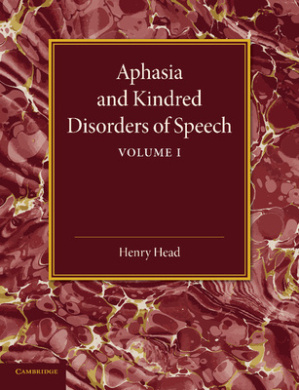 Aphasia
and Kindred
Disorders of Speech
VOLUME I
Henry Head
CAMBRIDGE